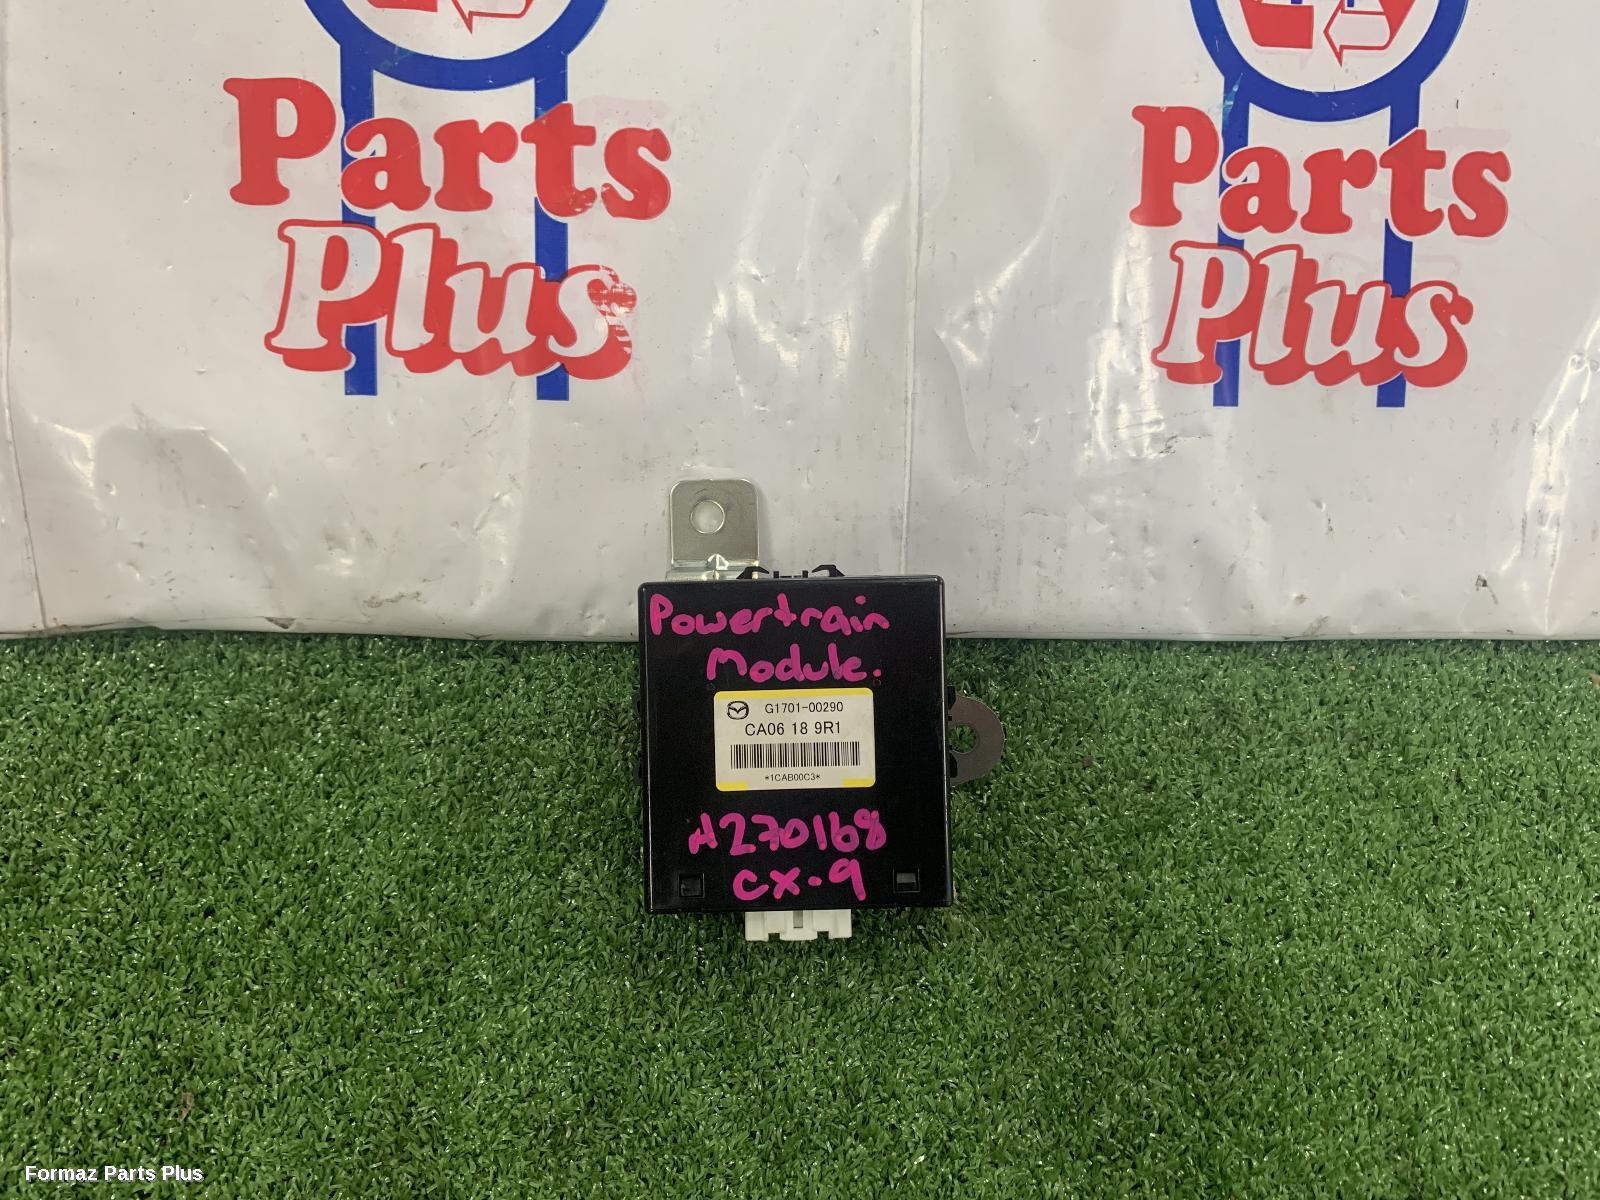 Parts
Plus
Parts
Plus
Powertrain
Module.
G1701-00290
CA06 18 9R1
*1CAB00C3*
A270168
CX-9
Formaz Parts Plus